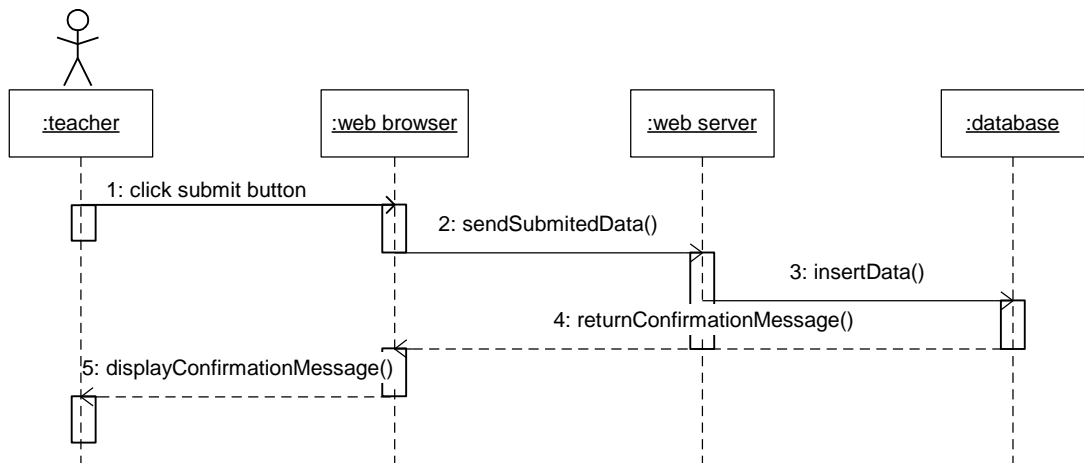 :teacher
:web browser
:web server
:database
1: click submit button
2: sendSubmitedData()
3: insertData()
4: returnConfirmationMessage()
5: displayConfirmationMessage()